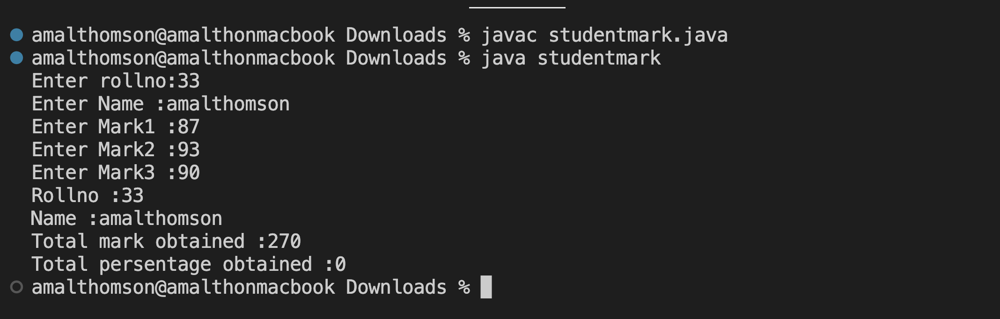 amalthomson@amalthonmacbook Downloads % javac studentmark.java
amalthomson@amalthonmacbook Downloads % java studentmark
Enter rollno:33
Enter Name :amalthomson
Enter Mark1 :87
Enter Mark2 :93
Enter Mark3 :90
Rollno :33
Name :amalthomson
Total mark obtained :270
Total persentage obtained :0
amalthomson@amalthonmacbook Downloads %